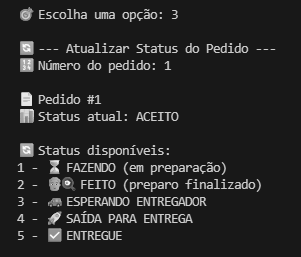 Escolha uma opção: 3
--- Atualizar Status do Pedido ---
Número do pedido: 1
Pedido #1
Status atual: ACEITO
Status disponíveis:
1 - FAZENDO (em preparação)
2 - FEITO (preparo finalizado)
3 - ESPERANDO ENTREGADOR
4 - SAÍDA PARA ENTREGA
5 - ENTREGUE